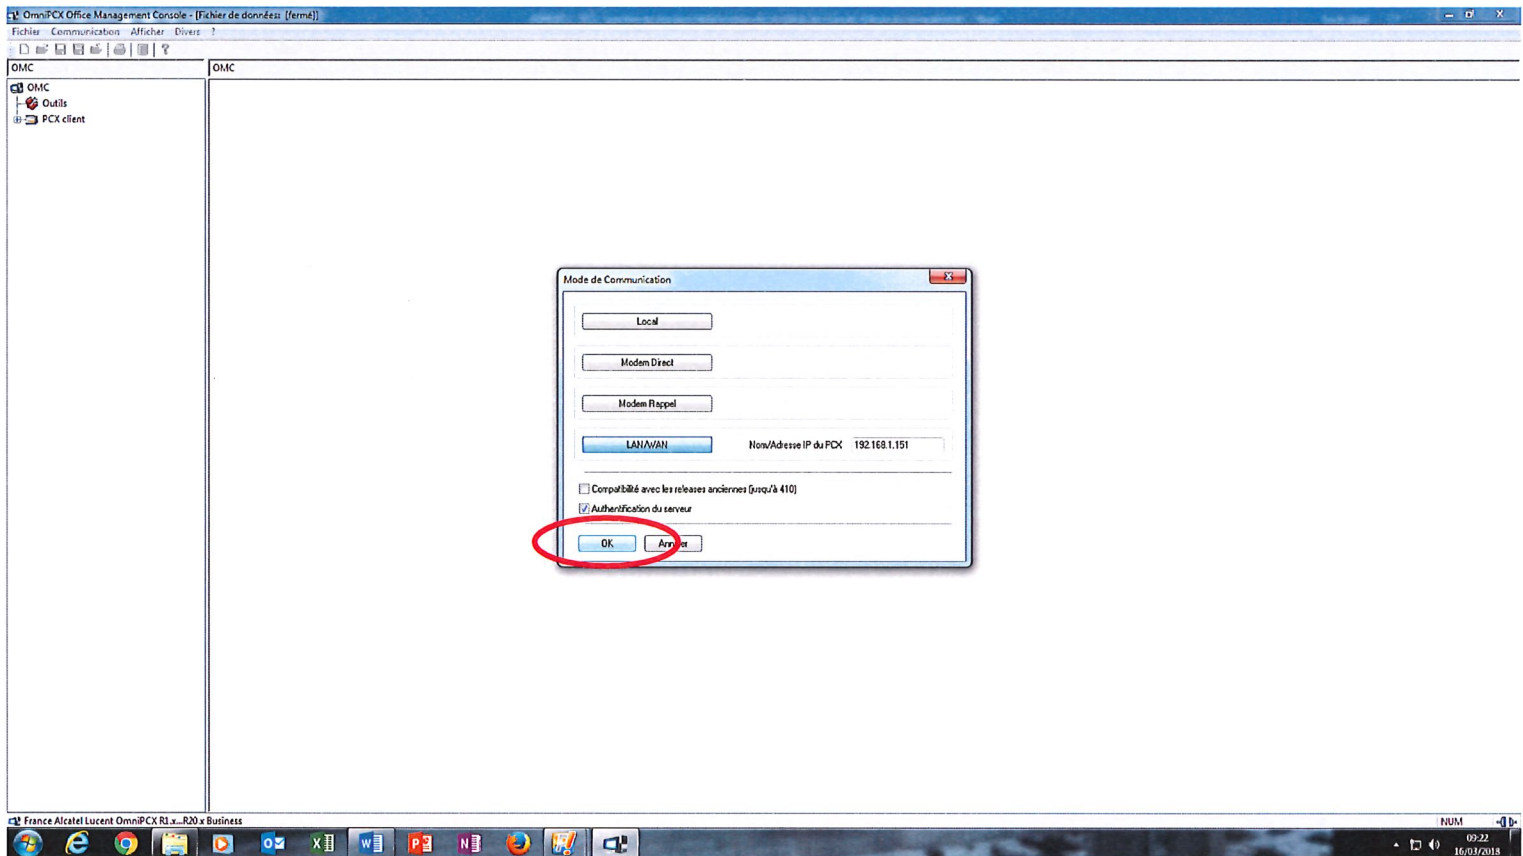 OmniPCX Office Management Console - [Fichier de données: (fermé)]
Fichier Communication Afficher Divers ?
OMC
OMC
OMC
Outils
PCX client
Mode de Communication
Local
Modem Direct
Modem Rappel
LAN/WAN Nom/Adresse IP du PCX 192.168.1.151
Compatibilité avec les releases anciennes (jusqu'à 410)
Authentification du serveur
OK Annuler
France Alcatel Lucent OmniPCX R1.x...R20.x Business
NUM
09:22
16/03/2018